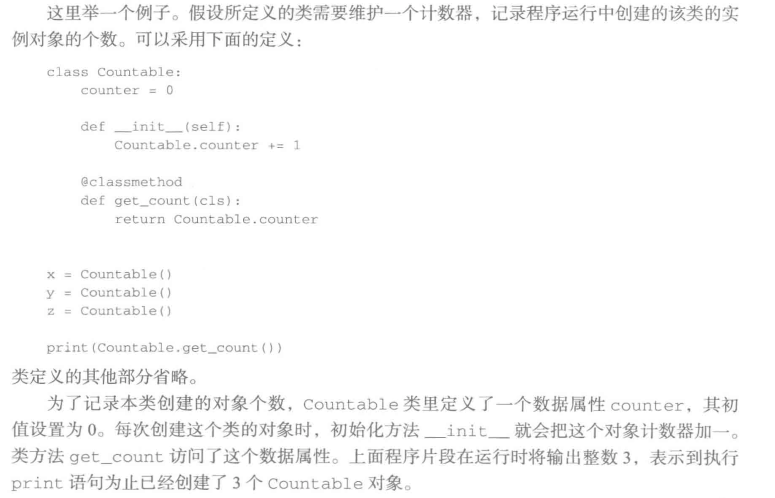 这里举一个例子。假设所定义的类需要维护一个计数器，记录程序运行中创建的该类的实
例对象的个数。可以采用下面的定义：
class Countable:
    counter = 0
    def __init__(self):
        Countable.counter += 1
    @classmethod
    def get_count(cls):
        return Countable.counter
x = Countable()
y = Countable()
z = Countable()
print(Countable.get_count())
类定义的其他部分省略。
为了记录本类创建的对象个数，Countable 类里定义了一个数据属性 counter，其初
值设置为 0。每次创建这个类的对象时，初始化方法 __init__ 就会把这个对象计数器加一。
类方法 get_count 访问了这个数据属性。上面程序片段在运行时将输出整数 3，表示到执行
print 语句为止已经创建了 3 个 Countable 对象。